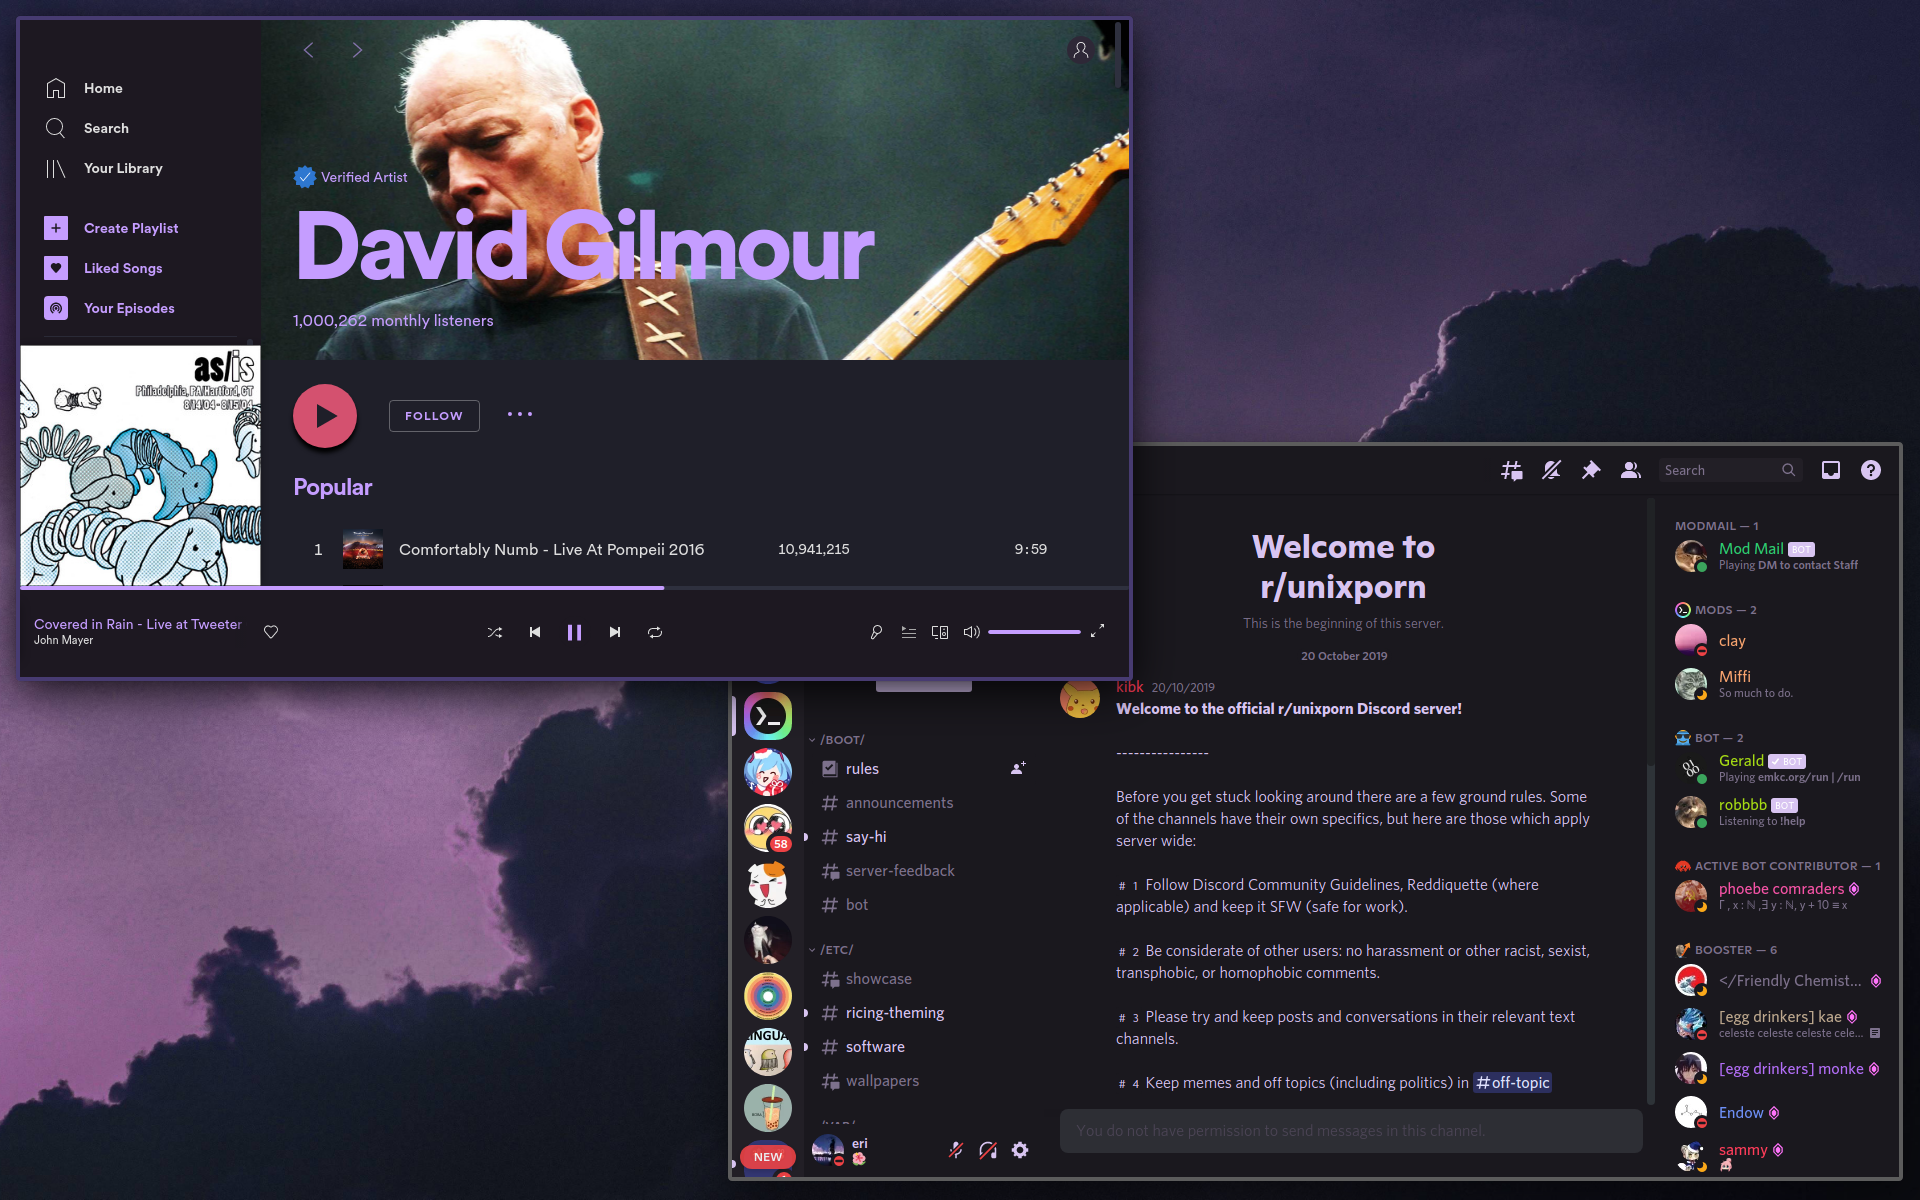 Home
Search
Your Library
Create Playlist
Liked Songs
Your Episodes
as/is
Philadelphia, PA/Hartford, CT
8/14/04 - 8/15/04
Verified Artist
David Gilmour
1,000,262 monthly listeners
FOLLOW
Popular
1 Comfortably Numb - Live At Pompeii 2016 10,941,215 9:59
Covered in Rain - Live at Tweeter
John Mayer
Search
58
NEW
/BOOT/
rules
announcements
say-hi
server-feedback
bot
/ETC/
showcase
ricing-theming
software
wallpapers
eri
Welcome to
r/unixporn
This is the beginning of this server.
20 October 2019
kibk 20/10/2019
Welcome to the official r/unixporn Discord server!
----------------
Before you get stuck looking around there are a few ground rules. Some
of the channels have their own specifics, but here are those which apply
server wide:
# 1 Follow Discord Community Guidelines, Reddiquette (where
applicable) and keep it SFW (safe for work).
# 2 Be considerate of other users: no harassment or other racist, sexist,
transphobic, or homophobic comments.
# 3 Please try and keep posts and conversations in their relevant text
channels.
# 4 Keep memes and off topics (including politics) in #off-topic
You do not have permission to send messages in this channel.
MODMAIL — 1
Mod Mail BOT
Playing DM to contact Staff
MODS — 2
clay
Miffi
So much to do.
BOT — 2
Gerald ✓ BOT
Playing emkc.org/run | /run
robbbb BOT
Listening to !help
ACTIVE BOT CONTRIBUTOR — 1
phoebe comraders
Γ , x : ℕ ,∃ y : ℕ, y + 10 ≡ x
BOOSTER — 6
</Friendly Chemist...
[egg drinkers] kae
celeste celeste celeste cele...
[egg drinkers] monke
Endow
sammy